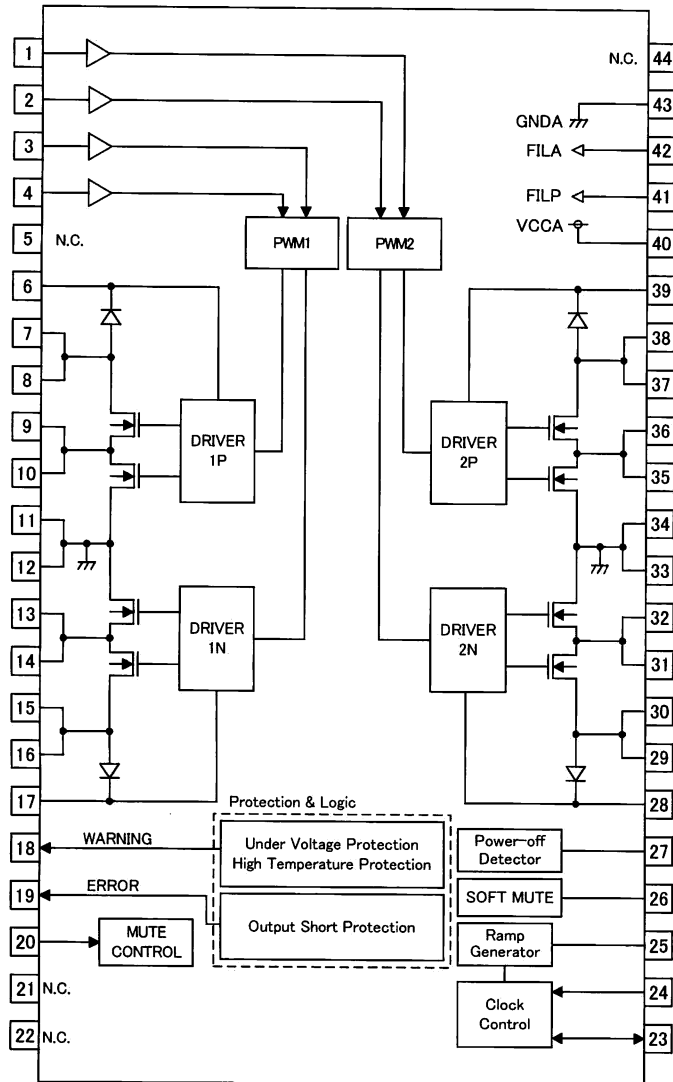 1
N.C.
44
2
43
GNDA
3
FILA
42
4
FILP
41
VCCA
5
N.C.
PWM1
PWM2
40
6
39
7
38
8
37
9
DRIVER
1P
DRIVER
2P
36
10
35
11
34
12
33
13
DRIVER
1N
DRIVER
2N
32
14
31
15
30
16
29
17
28
Protection & Logic
18
WARNING
Under Voltage Protection
High Temperature Protection
Power-off
Detector
27
19
ERROR
Output Short Protection
SOFT MUTE
26
20
MUTE
CONTROL
Ramp
Generator
25
21
N.C.
Clock
Control
24
22
N.C.
23